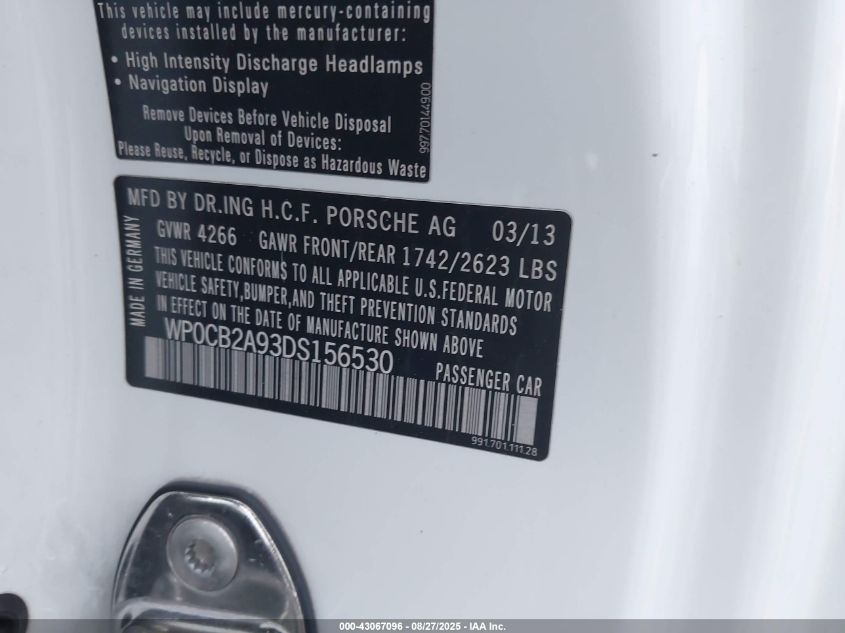 This vehicle may include mercury-containing
devices installed by the manufacturer:
• High Intensity Discharge Headlamps
• Navigation Display
Remove Devices Before Vehicle Disposal
Upon Removal of Devices:
Please Reuse, Recycle, or Dispose as Hazardous Waste
99770144900
MFD BY DR.ING H.C.F. PORSCHE AG 03/13
GVWR 4266 GAWR FRONT/REAR 1742/2623 LBS
THIS VEHICLE CONFORMS TO ALL APPLICABLE U.S.FEDERAL MOTOR
VEHICLE SAFETY,BUMPER,AND THEFT PREVENTION STANDARDS
IN EFFECT ON THE DATE OF MANUFACTURE SHOWN ABOVE
WP0CB2A93DS156530 PASSENGER CAR
MADE IN GERMANY
991.701.111.28
000-43067096 - 08/27/2025 - IAA Inc.